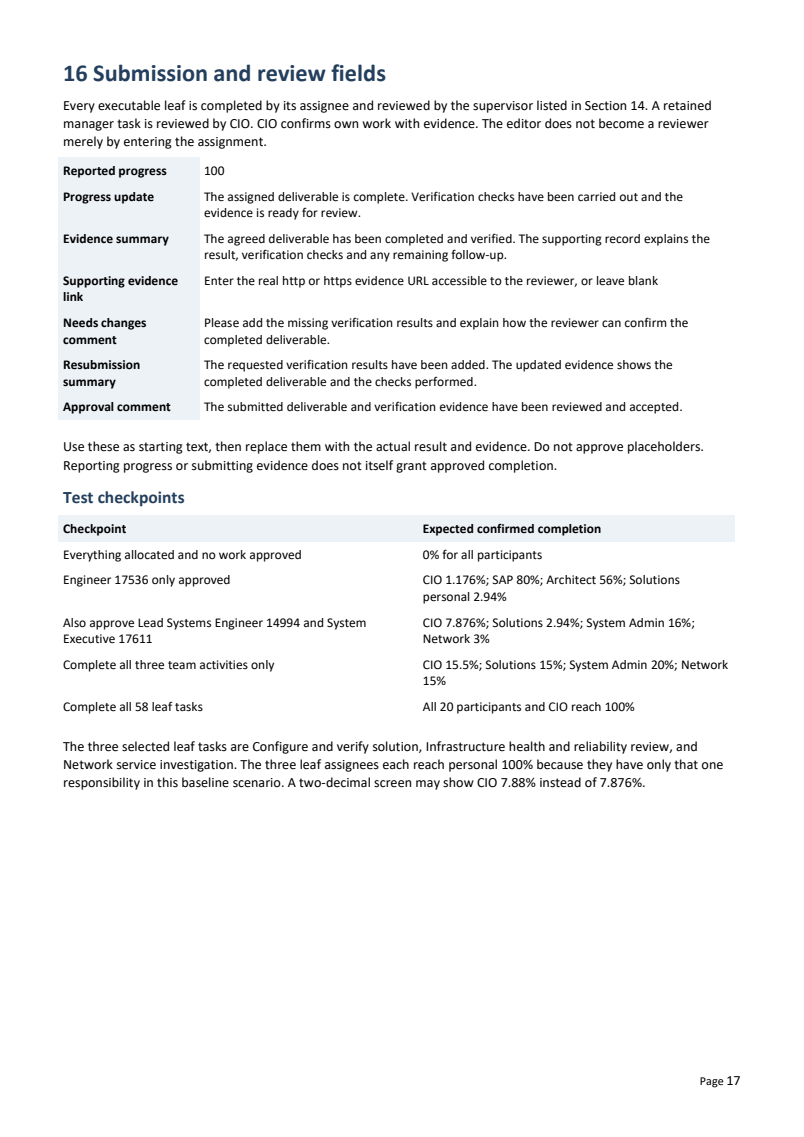 16 Submission and review fields
Every executable leaf is completed by its assignee and reviewed by the supervisor listed in Section 14. A retained
manager task is reviewed by CIO. CIO confirms own work with evidence. The editor does not become a reviewer
merely by entering the assignment.
Reported progress 100
Progress update The assigned deliverable is complete. Verification checks have been carried out and the
evidence is ready for review.
Evidence summary The agreed deliverable has been completed and verified. The supporting record explains the
result, verification checks and any remaining follow-up.
Supporting evidence Enter the real http or https evidence URL accessible to the reviewer, or leave blank
link
Needs changes Please add the missing verification results and explain how the reviewer can confirm the
comment completed deliverable.
Resubmission The requested verification results have been added. The updated evidence shows the
summary completed deliverable and the checks performed.
Approval comment The submitted deliverable and verification evidence have been reviewed and accepted.
Use these as starting text, then replace them with the actual result and evidence. Do not approve placeholders.
Reporting progress or submitting evidence does not itself grant approved completion.
Test checkpoints
Checkpoint Expected confirmed completion
Everything allocated and no work approved 0% for all participants
Engineer 17536 only approved CIO 1.176%; SAP 80%; Architect 56%; Solutions
personal 2.94%
Also approve Lead Systems Engineer 14994 and System CIO 7.876%; Solutions 2.94%; System Admin 16%;
Executive 17611 Network 3%
Complete all three team activities only CIO 15.5%; Solutions 15%; System Admin 20%; Network
15%
Complete all 58 leaf tasks All 20 participants and CIO reach 100%
The three selected leaf tasks are Configure and verify solution, Infrastructure health and reliability review, and
Network service investigation. The three leaf assignees each reach personal 100% because they have only that one
responsibility in this baseline scenario. A two-decimal screen may show CIO 7.88% instead of 7.876%.
Page 17